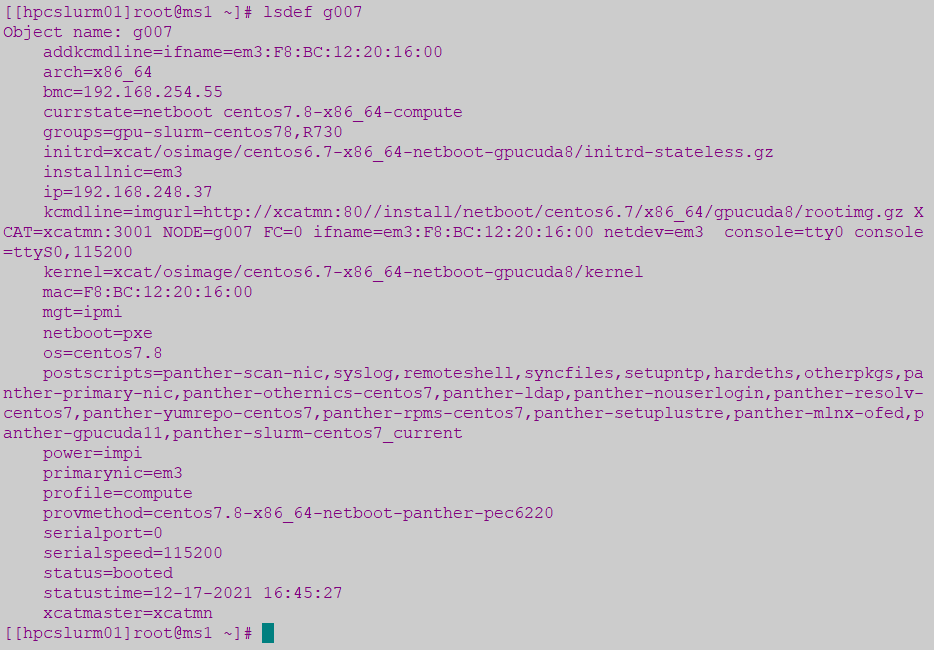 [[hpcslurm01]root@ms1 ~]# lsdef g007
Object name: g007
    addkcmdline=ifname=em3:F8:BC:12:20:16:00
    arch=x86_64
    bmc=192.168.254.55
    currstate=netboot centos7.8-x86_64-compute
    groups=gpu-slurm-centos78,R730
    initrd=xcat/osimage/centos6.7-x86_64-netboot-gpucuda8/initrd-stateless.gz
    installnic=em3
    ip=192.168.248.37
    kcmdline=imgurl=http://xcatmn:80//install/netboot/centos6.7/x86_64/gpucuda8/rootimg.gz X
CAT=xcatmn:3001 NODE=g007 FC=0 ifname=em3:F8:BC:12:20:16:00 netdev=em3  console=tty0 console
=ttyS0,115200
    kernel=xcat/osimage/centos6.7-x86_64-netboot-gpucuda8/kernel
    mac=F8:BC:12:20:16:00
    mgt=ipmi
    netboot=pxe
    os=centos7.8
    postscripts=panther-scan-nic,syslog,remoteshell,syncfiles,setupntp,hardeths,otherpkgs,pa
nther-primary-nic,panther-othernics-centos7,panther-ldap,panther-nouserlogin,panther-resolv-
centos7,panther-yumrepo-centos7,panther-rpms-centos7,panther-setuplustre,panther-mlnx-ofed,p
anther-gpucuda11,panther-slurm-centos7_current
    power=impi
    primarynic=em3
    profile=compute
    provmethod=centos7.8-x86_64-netboot-panther-pec6220
    serialport=0
    serialspeed=115200
    status=booted
    statustime=12-17-2021 16:45:27
    xcatmaster=xcatmn
[[hpcslurm01]root@ms1 ~]#